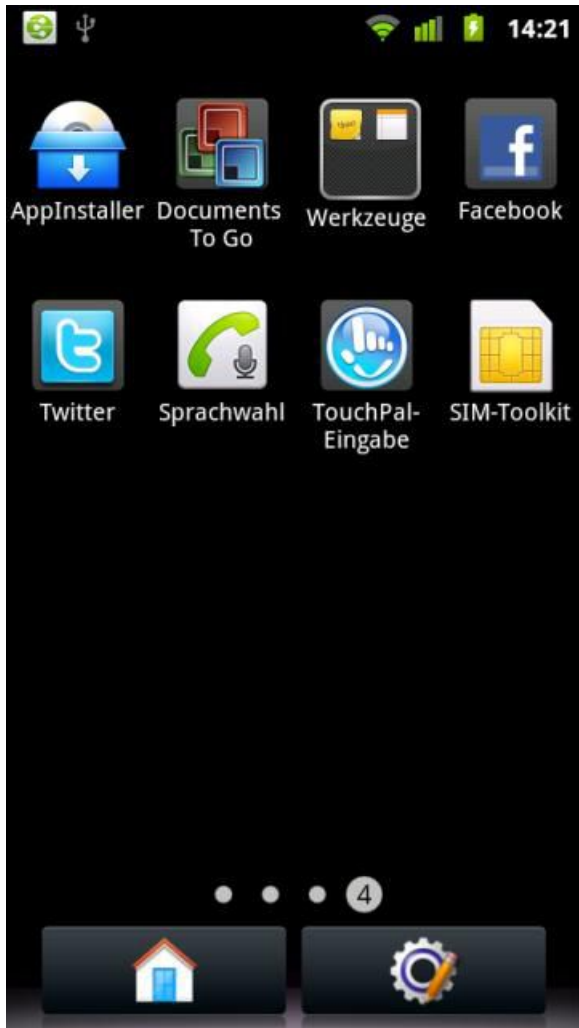 14:21
AppInstaller
Documents
To Go
Werkzeuge
Facebook
Twitter
Sprachwahl
TouchPal-
Eingabe
SIM-Toolkit
4